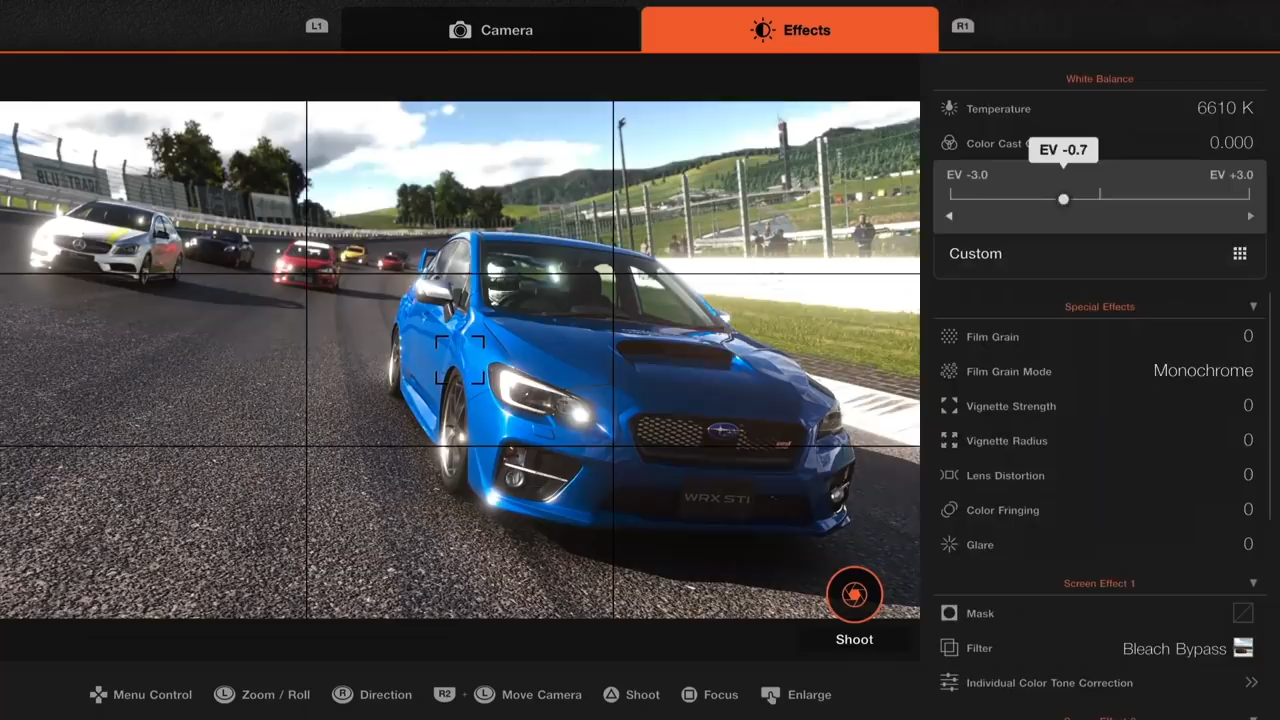 L1
Camera
Effects
R1
White Balance
Temperature 6610 K
Color Cast 0.000
EV -0.7
EV -3.0 EV +3.0
Custom
Special Effects
Film Grain 0
Film Grain Mode Monochrome
Vignette Strength 0
Vignette Radius 0
Lens Distortion 0
Color Fringing 0
Glare 0
Screen Effect 1
Mask
Filter Bleach Bypass
Individual Color Tone Correction
WRX STI
Shoot
Menu Control L Zoom / Roll R Direction R2 + L Move Camera Shoot Focus Enlarge